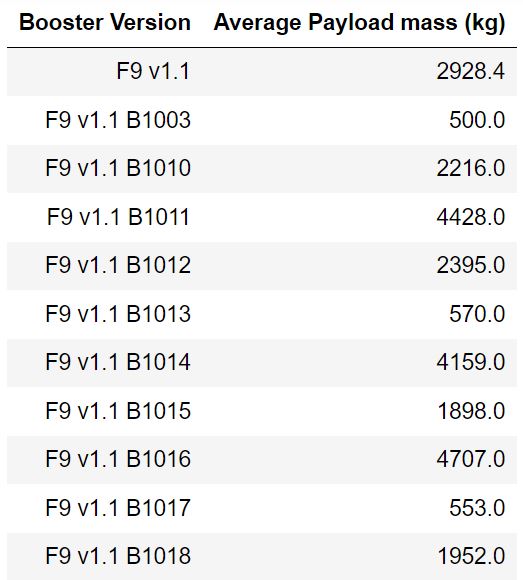 Booster Version Average Payload mass (kg)
F9 v1.1 2928.4
F9 v1.1 B1003 500.0
F9 v1.1 B1010 2216.0
F9 v1.1 B1011 4428.0
F9 v1.1 B1012 2395.0
F9 v1.1 B1013 570.0
F9 v1.1 B1014 4159.0
F9 v1.1 B1015 1898.0
F9 v1.1 B1016 4707.0
F9 v1.1 B1017 553.0
F9 v1.1 B1018 1952.0